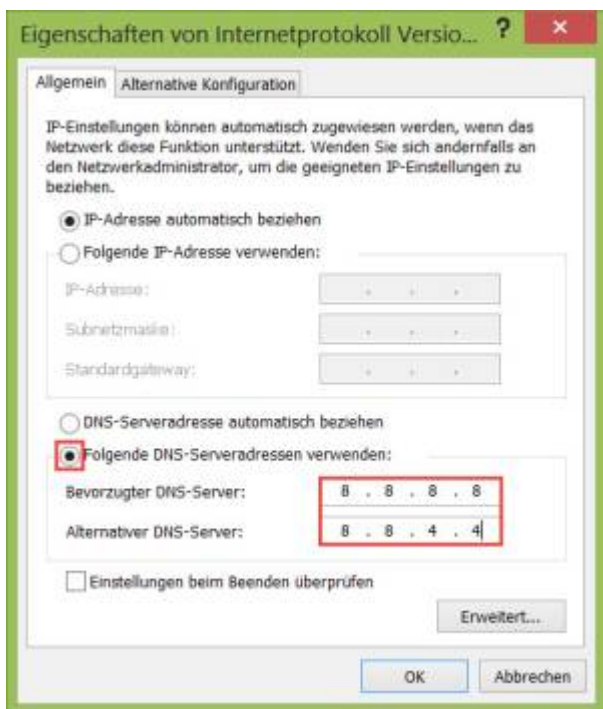 Eigenschaften von Internetprotokoll Versio... ?
Allgemein Alternative Konfiguration
IP-Einstellungen können automatisch zugewiesen werden, wenn das
Netzwerk diese Funktion unterstützt. Wenden Sie sich andernfalls an
den Netzwerkadministrator, um die geeigneten IP-Einstellungen zu
beziehen.
IP-Adresse automatisch beziehen
Folgende IP-Adresse verwenden:
IP-Adresse: . . .
Subnetzmaske: . . .
Standardgateway: . . .
DNS-Serveradresse automatisch beziehen
Folgende DNS-Serveradressen verwenden:
Bevorzugter DNS-Server: 8 . 8 . 8 . 8
Alternativer DNS-Server: 8 . 8 . 4 . 4
Einstellungen beim Beenden überprüfen
Erweitert...
OK Abbrechen